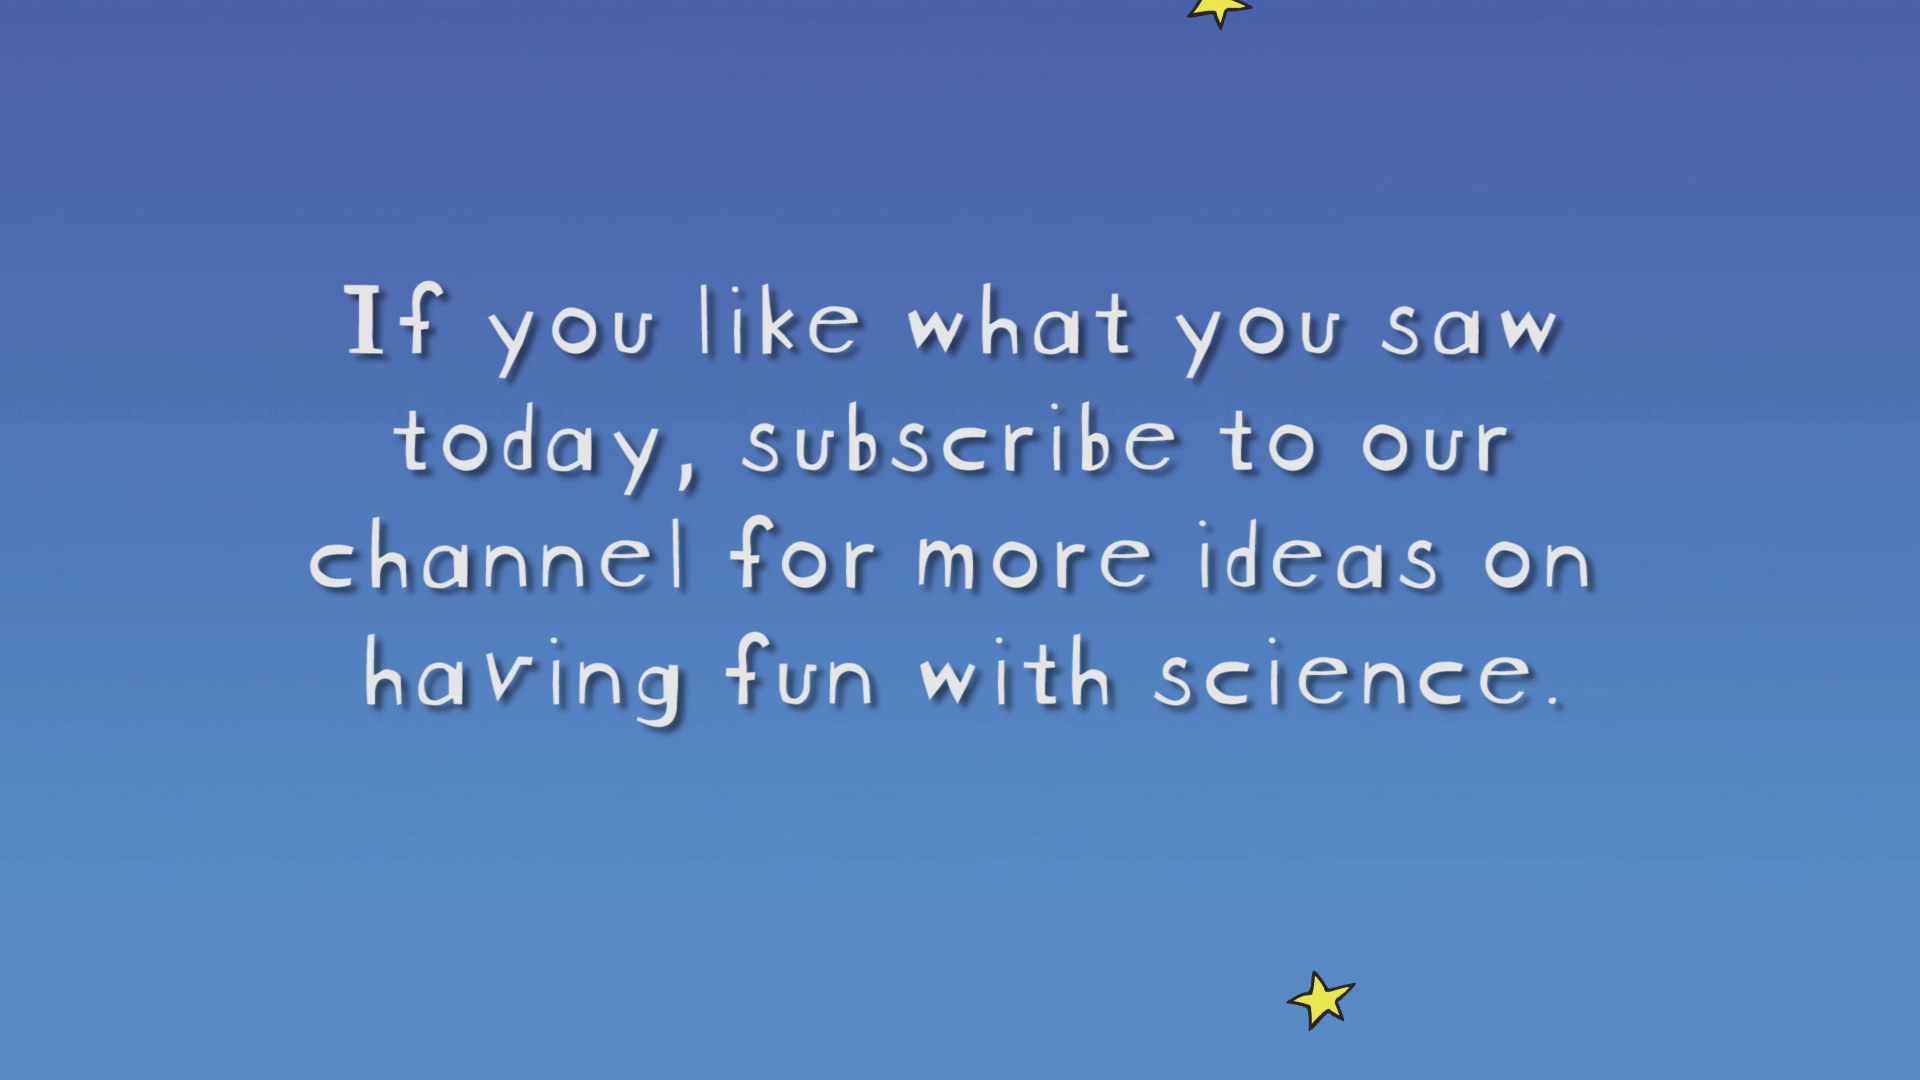 If you like what you saw
today, subscribe to our
channel for more ideas on
having fun with science.